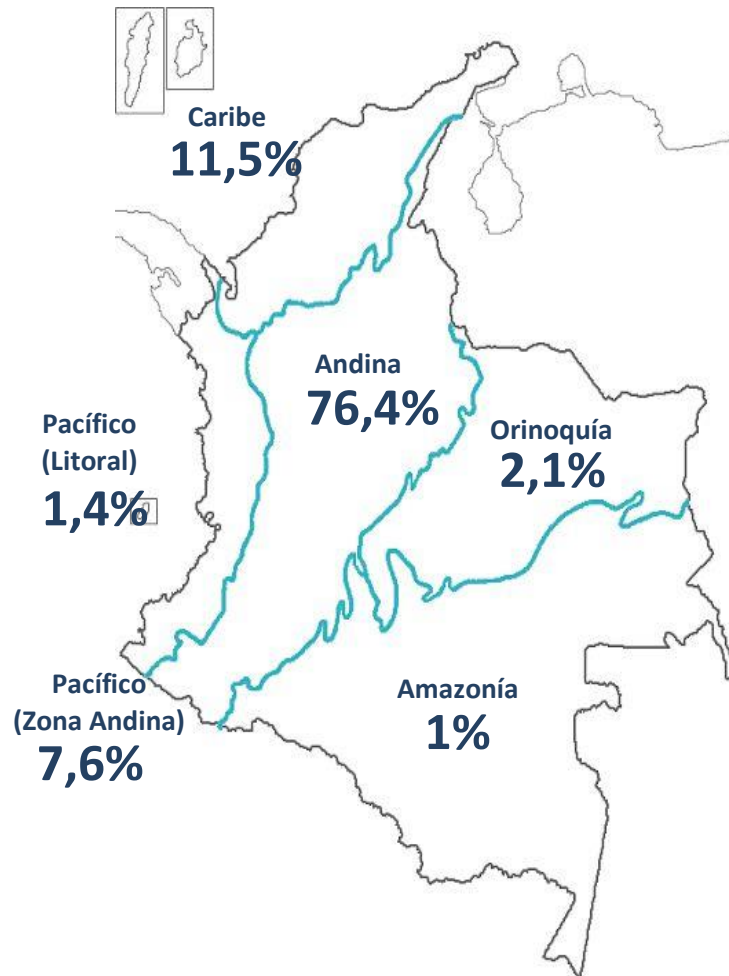 Caribe
11,5%
Andina
76,4%
Orinoquía
2,1%
Pacífico
(Litoral)
1,4%
Pacífico
(Zona Andina)
7,6%
Amazonía
1%